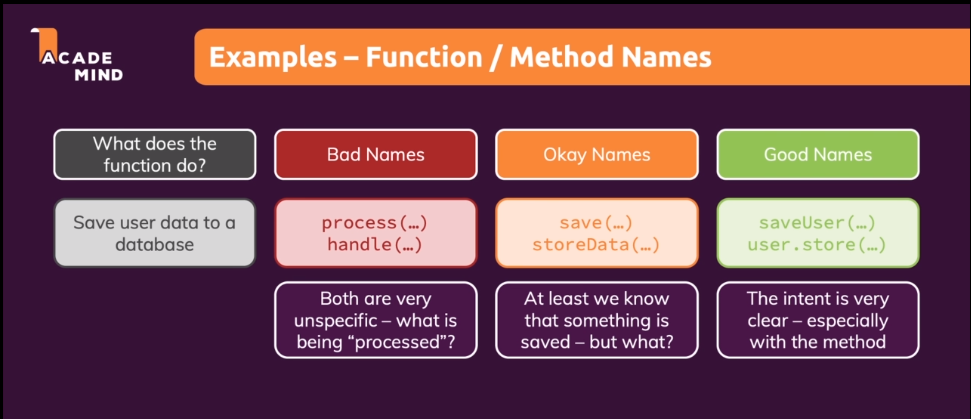 ACADE
MIND
Examples – Function / Method Names
What does the
function do?
Bad Names
Okay Names
Good Names
Save user data to a
database
process(…)
handle(…)
save(…)
storeData(…)
saveUser(…)
user.store(…)
Both are very
unspecific – what is
being “processed”?
At least we know
that something is
saved – but what?
The intent is very
clear – especially
with the method